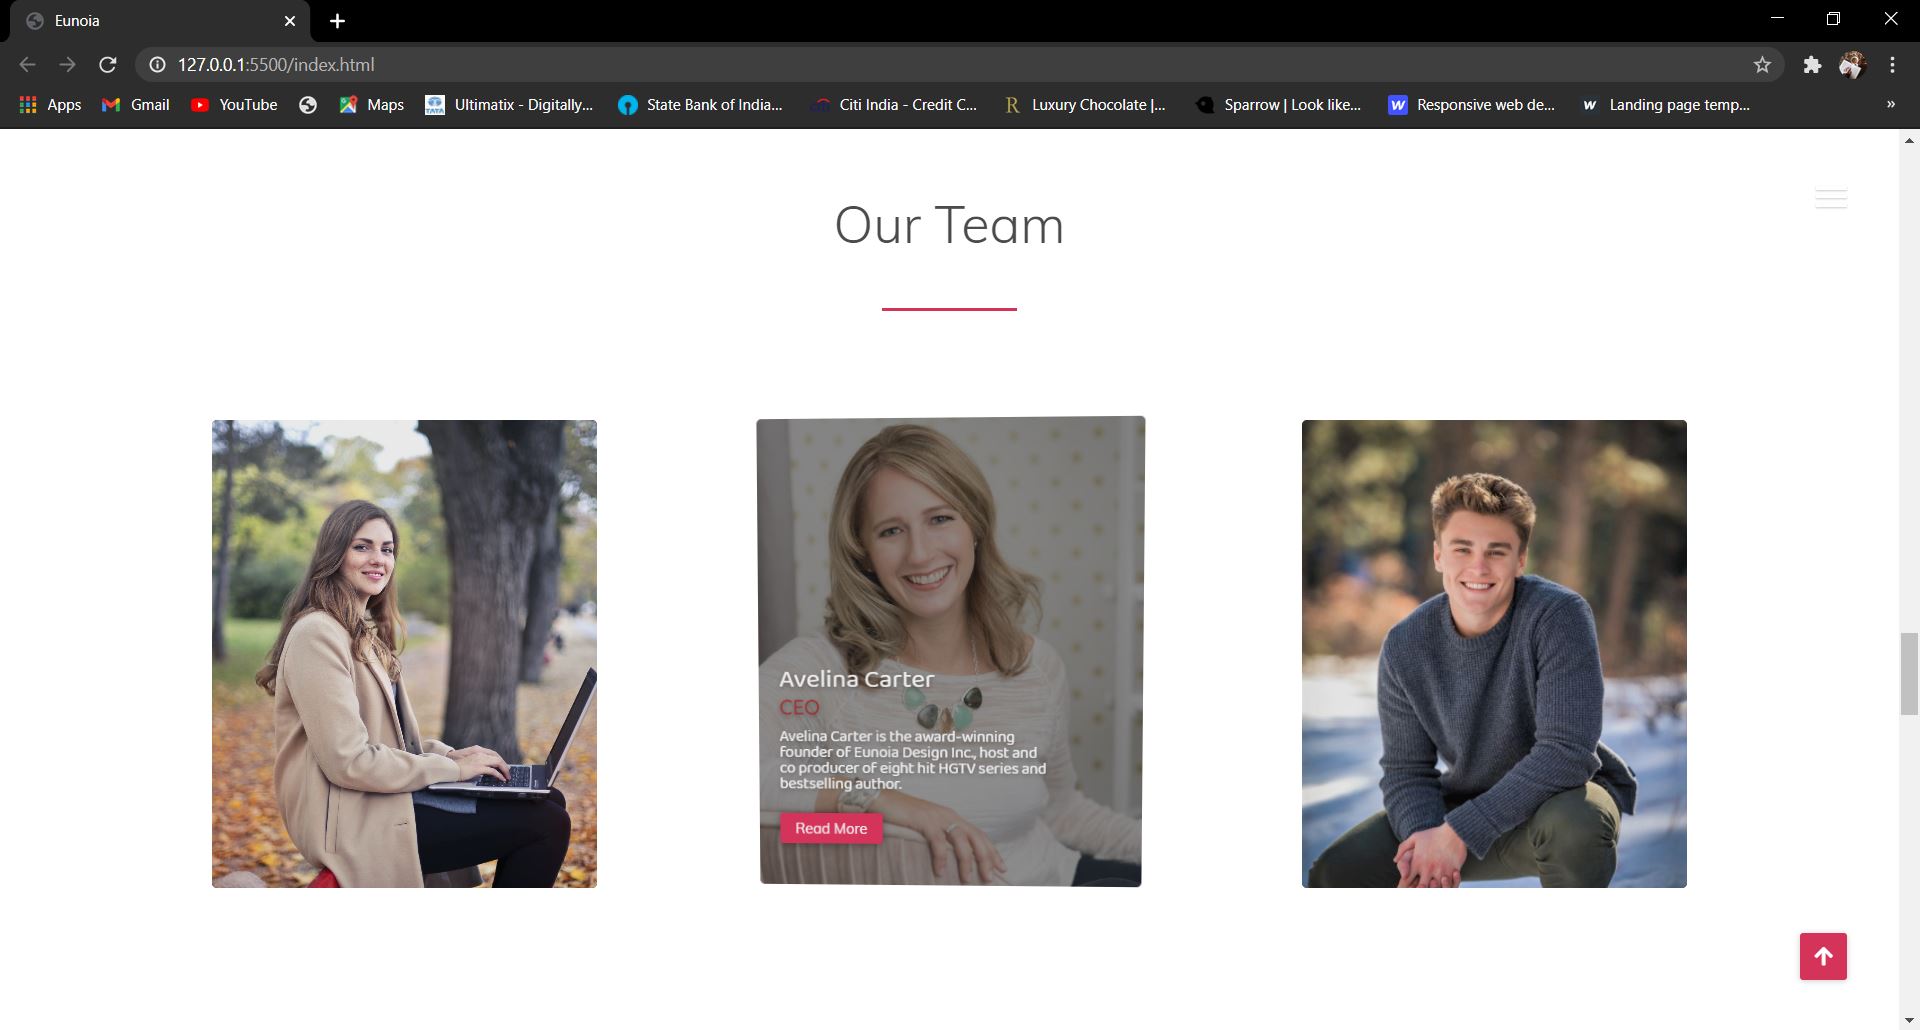 Eunoia
127.0.0.1:5500/index.html
Apps Gmail YouTube Maps Ultimatix - Digitally... State Bank of India... Citi India - Credit C... Luxury Chocolate |... Sparrow | Look like... Responsive web de... Landing page temp... »
Our Team
Avelina Carter
CEO
Avelina Carter is the award-winning
founder of Eunoia Design Inc., host and
co producer of eight hit HGTV series and
bestselling author.
Read More